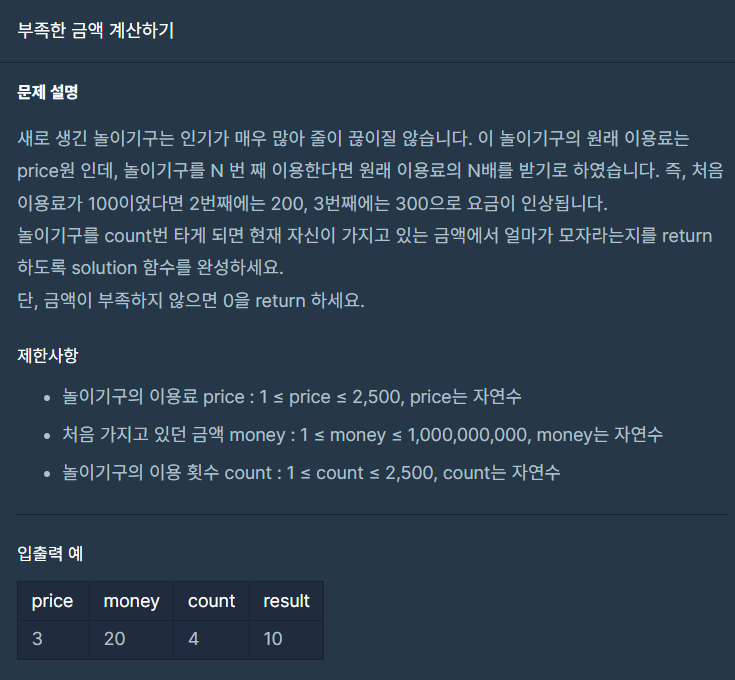 부족한 금액 계산하기
문제 설명
새로 생긴 놀이기구는 인기가 매우 많아 줄이 끊이질 않습니다. 이 놀이기구의 원래 이용료는
price원 인데, 놀이기구를 N 번 째 이용한다면 원래 이용료의 N배를 받기로 하였습니다. 즉, 처음
이용료가 100이었다면 2번째에는 200, 3번째에는 300으로 요금이 인상됩니다.
놀이기구를 count번 타게 되면 현재 자신이 가지고 있는 금액에서 얼마가 모자라는지를 return
하도록 solution 함수를 완성하세요.
단, 금액이 부족하지 않으면 0을 return 하세요.
제한사항
• 놀이기구의 이용료 price : 1 ≤ price ≤ 2,500, price는 자연수
• 처음 가지고 있던 금액 money : 1 ≤ money ≤ 1,000,000,000, money는 자연수
• 놀이기구의 이용 횟수 count : 1 ≤ count ≤ 2,500, count는 자연수
입출력 예
price money count result
3 20 4 10